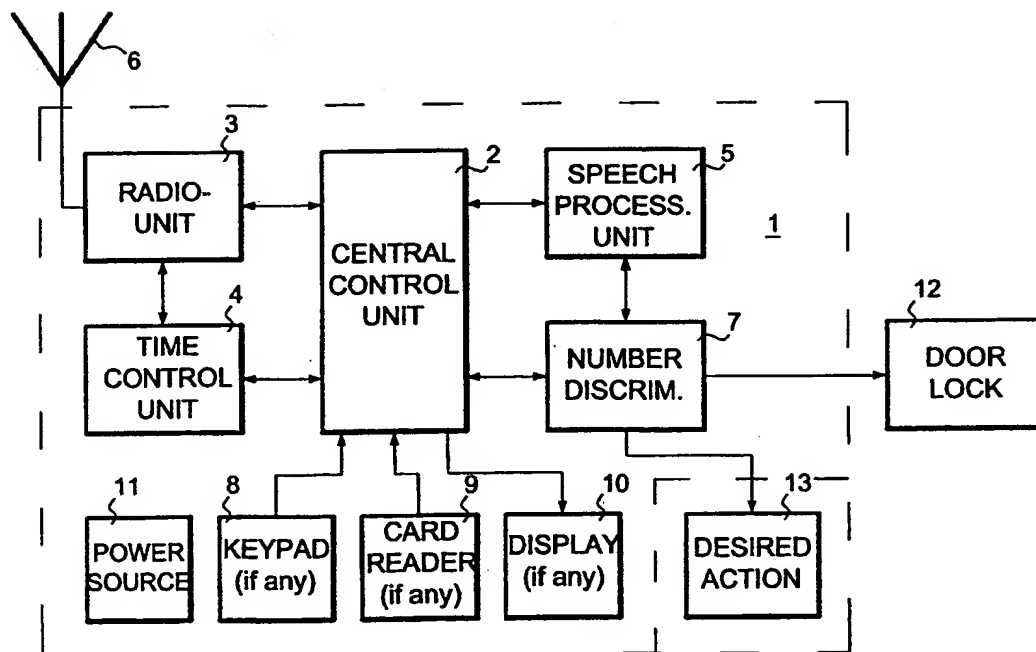 6
3
RADIO-
UNIT
2
CENTRAL
CONTROL
UNIT
5
SPEECH
PROCESS.
UNIT
1
4
TIME
CONTROL
UNIT
7
NUMBER
DISCRIM.
12
DOOR
LOCK
11
POWER
SOURCE
8
KEYPAD
(if any)
9
CARD
READER
(if any)
10
DISPLAY
(if any)
13
DESIRED
ACTION